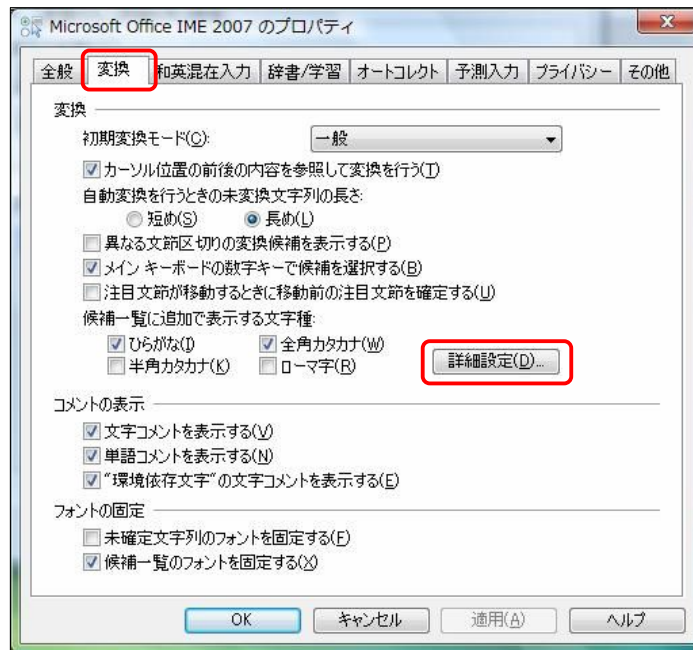 Microsoft Office IME 2007 のプロパティ
全般 変換 和英混在入力 辞書/学習 オートコレクト 予測入力 プライバシー その他
変換
初期変換モード(C): 一般
カーソル位置の前後の内容を参照して変換を行う(T)
自動変換を行うときの未変換文字列の長さ:
短め(S) 長め(L)
異なる文節区切りの変換候補を表示する(P)
メイン キーボードの数字キーで候補を選択する(B)
注目文節が移動するときに移動前の注目文節を確定する(U)
候補一覧に追加で表示する文字種:
ひらがな(I) 全角カタカナ(W)
半角カタカナ(K) ローマ字(R) 詳細設定(D)...
コメントの表示
文字コメントを表示する(V)
単語コメントを表示する(N)
"環境依存文字"の文字コメントを表示する(E)
フォントの固定
未確定文字列のフォントを固定する(F)
候補一覧のフォントを固定する(X)
OK キャンセル 適用(A) ヘルプ